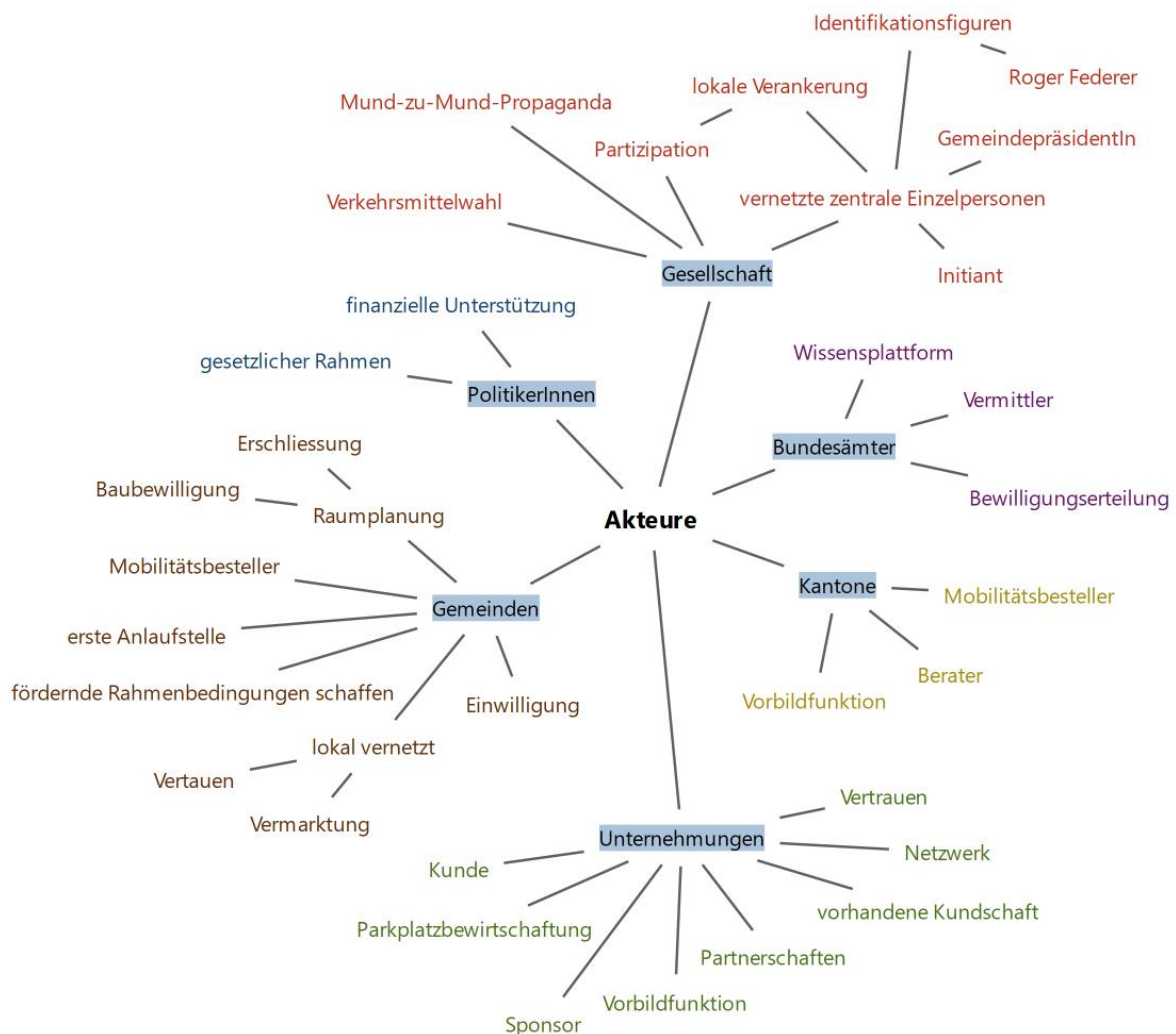 Identifikationsfiguren
Roger Federer
lokale Verankerung
Mund-zu-Mund-Propaganda
GemeindepräsidentIn
Partizipation
vernetzte zentrale Einzelpersonen
Verkehrsmittelwahl
Gesellschaft
Initiant
finanzielle Unterstützung
Wissensplattform
gesetzlicher Rahmen
PolitikerInnen
Vermittler
Erschliessung
Bundesämter
Baubewilligung
Bewilligungserteilung
Raumplanung
Akteure
Mobilitätsbesteller
Kantone
Mobilitätsbesteller
Gemeinden
erste Anlaufstelle
Berater
fördernde Rahmenbedingungen schaffen
Vorbildfunktion
Einwilligung
lokal vernetzt
Vertauen
Vertrauen
Vermarktung
Unternehmungen
Netzwerk
Kunde
vorhandene Kundschaft
Parkplatzbewirtschaftung
Partnerschaften
Vorbildfunktion
Sponsor